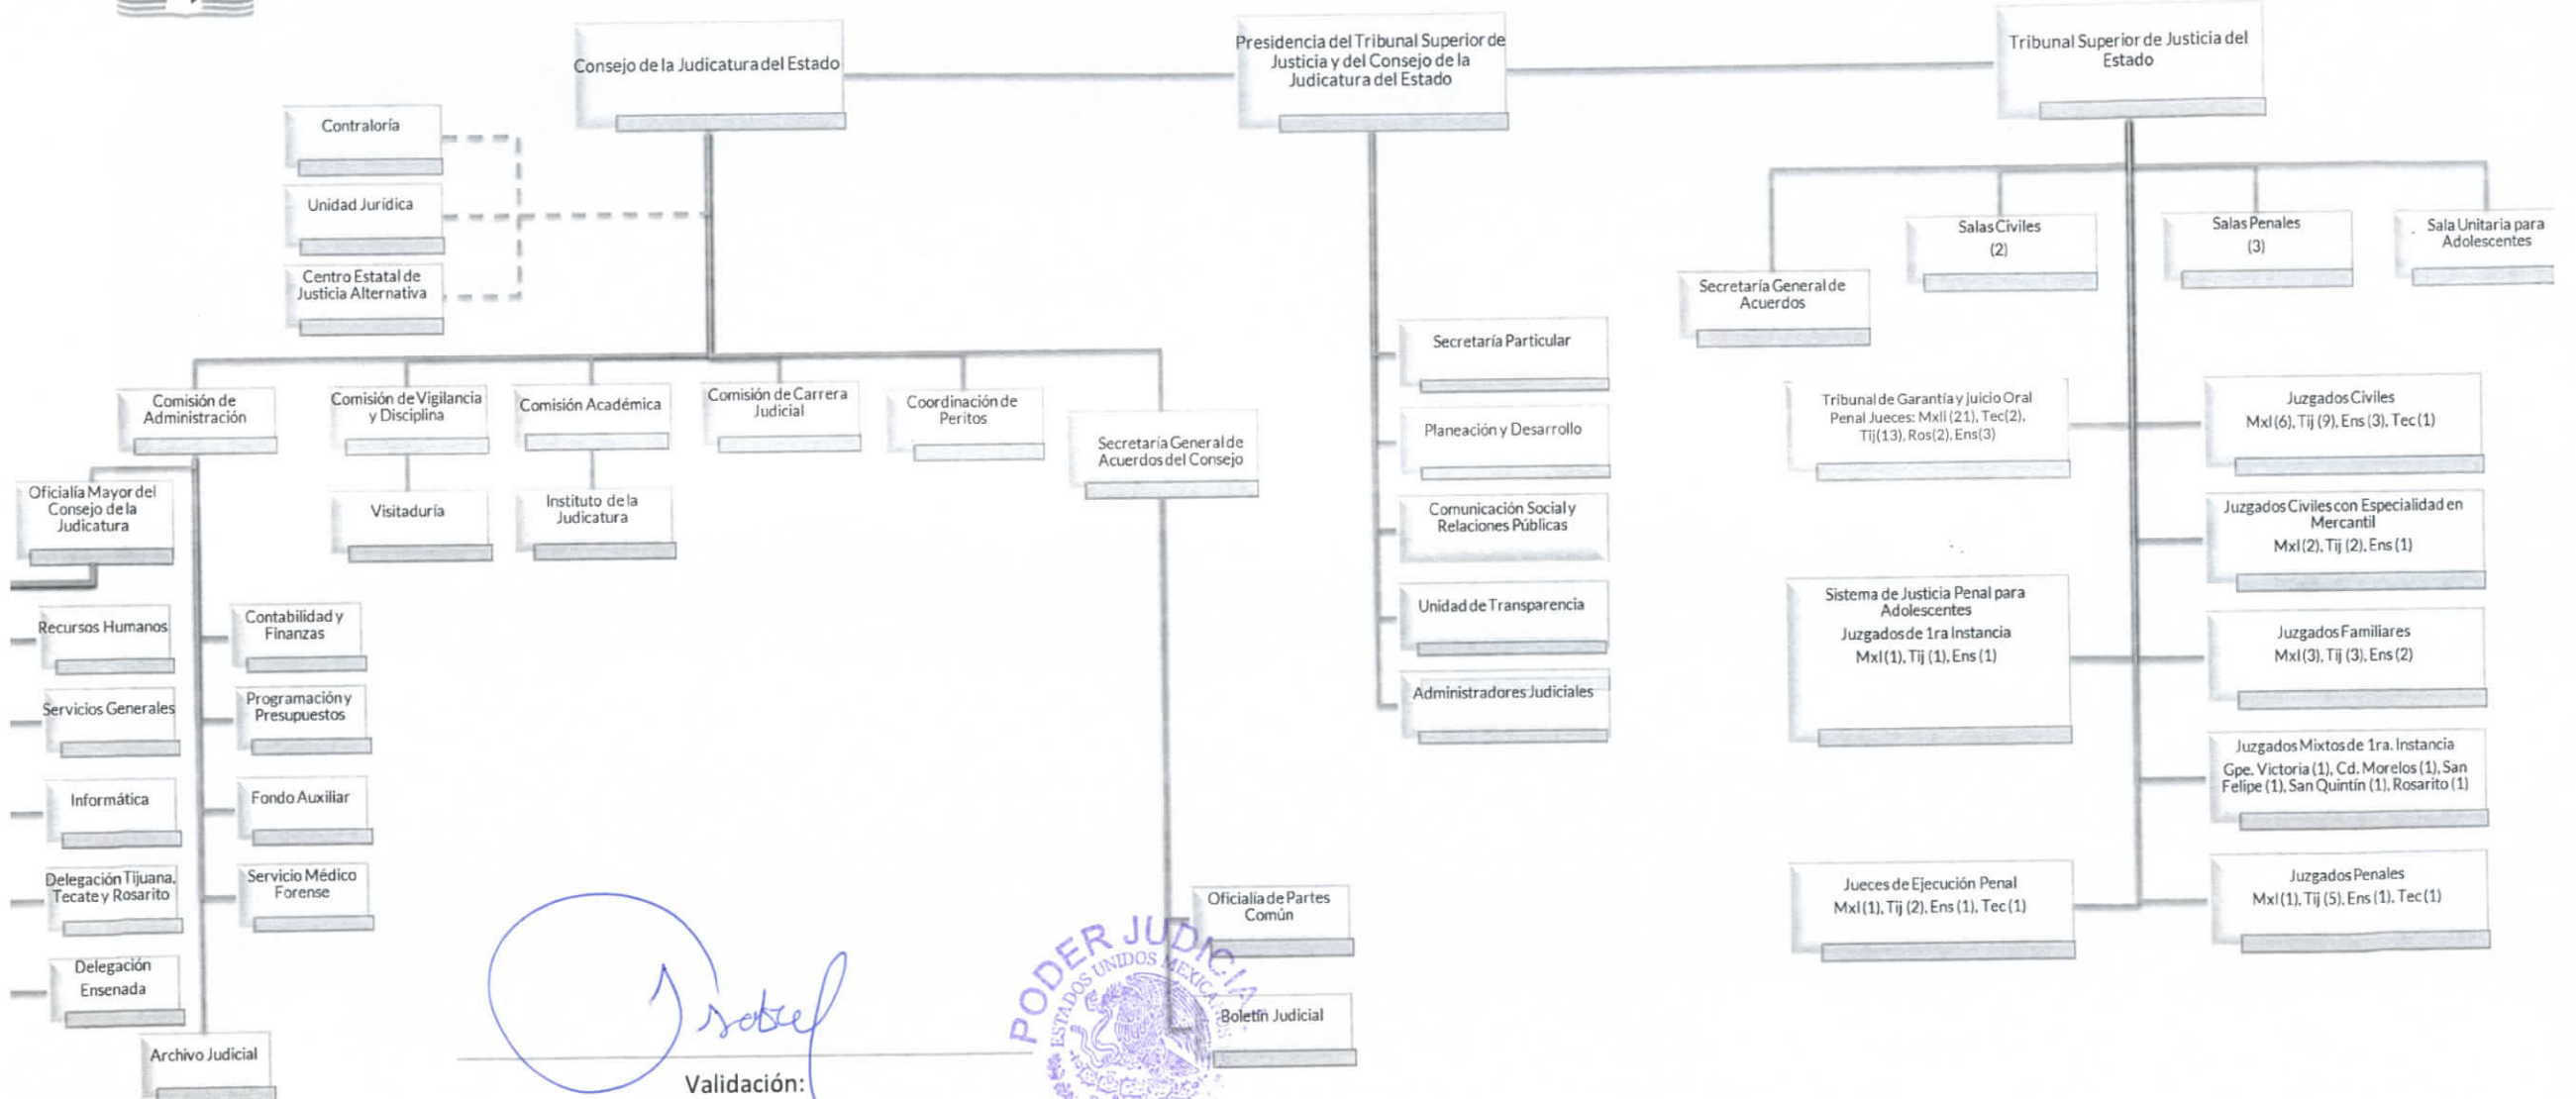 Consejo de la Judicatura del Estado
Presidencia del Tribunal Superior de
Justicia y del Consejo de la
Judicatura del Estado
Tribunal Superior de Justicia del
Estado
Contraloría
Unidad Jurídica
Centro Estatal de
Justicia Alternativa
Salas Civiles
(2)
Salas Penales
(3)
Sala Unitaria para
Adolescentes
Secretaría General de
Acuerdos
Comisión de
Administración
Comisión de Vigilancia
y Disciplina
Comisión Académica
Comisión de Carrera
Judicial
Coordinación de
Peritos
Secretaría General de
Acuerdos del Consejo
Oficialía Mayor del
Consejo de la
Judicatura
Visitaduría
Instituto de la
Judicatura
Recursos Humanos
Contabilidad y
Finanzas
Servicios Generales
Programación y
Presupuestos
Informática
Fondo Auxiliar
Delegación Tijuana,
Tecate y Rosarito
Servicio Médico
Forense
Delegación
Ensenada
Archivo Judicial
Secretaría Particular
Planeación y Desarrollo
Comunicación Social y
Relaciones Públicas
Unidad de Transparencia
Administradores Judiciales
Tribunal de Garantía y juicio Oral
Penal Jueces: Mxli (21), Tec(2),
Tij(13), Ros(2), Ens(3)
Juzgados Civiles
Mxl(6), Tij (9), Ens (3), Tec (1)
Juzgados Civiles con Especialidad en
Mercantil
Mxl(2), Tij (2), Ens (1)
Sistema de Justicia Penal para
Adolescentes
Juzgados de 1ra Instancia
Mxl(1), Tij (1), Ens (1)
Juzgados Familiares
Mxl(3), Tij (3), Ens (2)
Juzgados Mixtos de 1ra. Instancia
Gpe. Victoria (1), Cd. Morelos (1), San
Felipe (1), San Quintín (1), Rosarito (1)
Jueces de Ejecución Penal
Mxl(1), Tij (2), Ens (1), Tec (1)
Juzgados Penales
Mxl(1), Tij (5), Ens (1), Tec (1)
Oficialía de Partes
Común
Boletín Judicial
PODER JUDICIA
ESTADOS UNIDOS MEXICANOS
Validación: